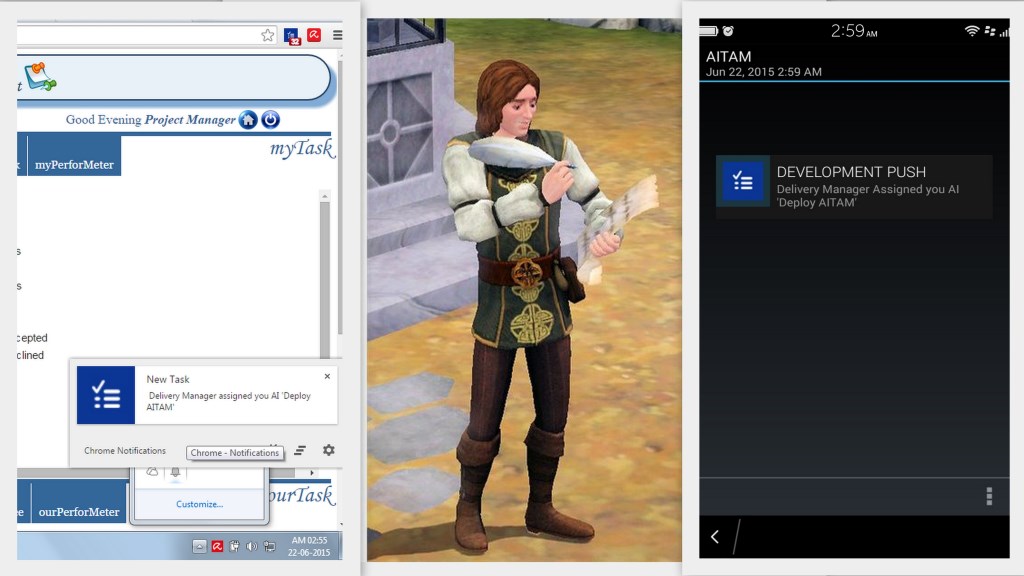 32
t
Good Evening Project Manager
k
myPerforMeter
myTask
s
s
cepted
clined
New Task
Delivery Manager assigned you AI 'Deploy
AITAM'
Chrome Notifications
Chrome - Notifications
Customize...
ourTask
e
ourPerforMeter
AM 02:55
22-06-2015
2:59 AM
AITAM
Jun 22, 2015 2:59 AM
DEVELOPMENT PUSH
Delivery Manager Assigned you AI
'Deploy AITAM'